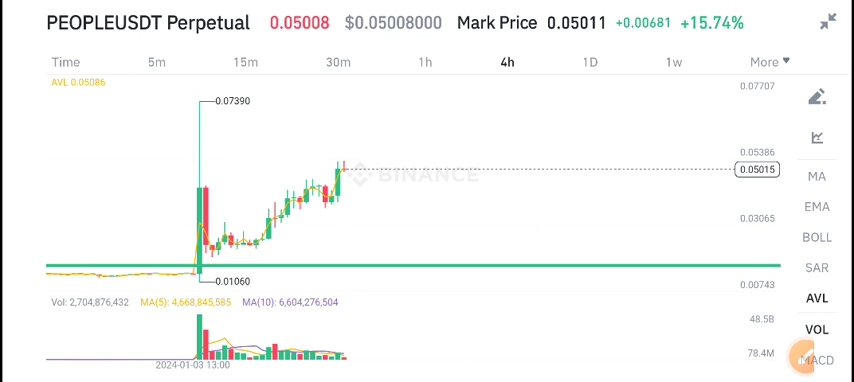 PEOPLEUSDT Perpetual 0.05008 $0.05008000 Mark Price 0.05011 +0.00681 +15.74%
Time 5m 15m 30m 1h 4h 1D 1w More
AVL 0.05086
0.07707
0.07390
0.05386
0.05015
BINANCE
0.03065
0.01060
0.00743
Vol: 2,704,876,432 MA(5): 4,668,845,585 MA(10): 6,604,276,504
48.5B
78.4M
2024-01-03 13:00
MA
EMA
BOLL
SAR
AVL
VOL
MACD